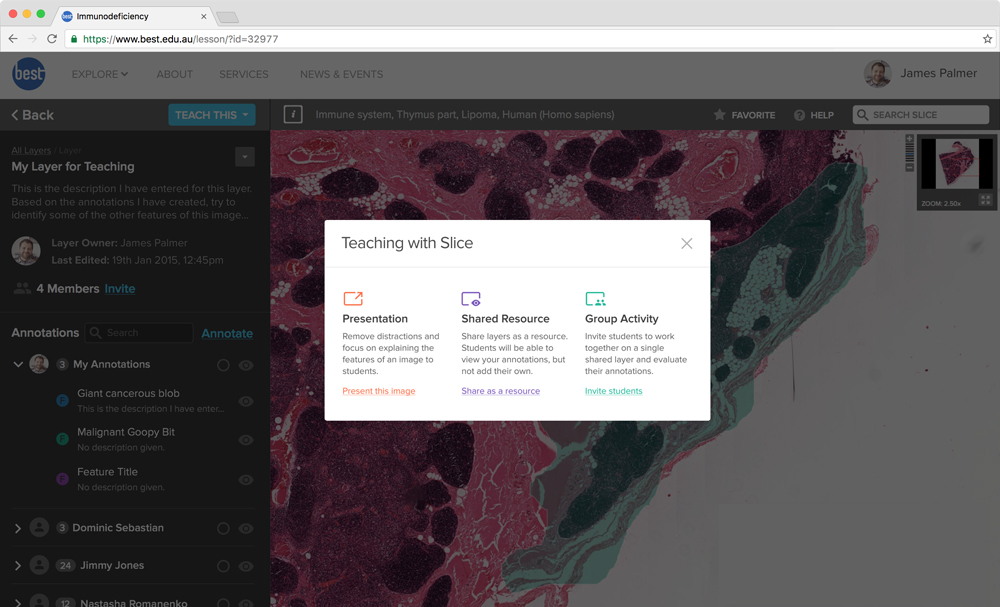 best Immunodeficiency
https://www.best.edu.au/lesson/?id=32977
best EXPLORE ABOUT SERVICES NEWS & EVENTS James Palmer
Back TEACH THIS
i Immune system, Thymus part, Lipoma, Human (Homo sapiens) FAVORITE ? HELP SEARCH SLICE
All Layers / Layer
My Layer for Teaching
This is the description I have entered for this layer.
Based on the annotations I have created, try to
identify some of the other features of this image...
Layer Owner: James Palmer
Last Edited: 19th Jan 2015, 12:45pm
4 Members Invite
Annotations Search Annotate
3 My Annotations
F Giant cancerous blob
This is the description I have enter...
F Malignant Goopy Bit
No description given.
F Feature Title
No description given.
3 Dominic Sebastian
24 Jimmy Jones
12 Nastasha Romanenko
ZOOM: 2.50x
Teaching with Slice
Presentation
Remove distractions and
focus on explaining the
features of an image to
students.
Present this image
Shared Resource
Share layers as a resource.
Students will be able to
view your annotations, but
not add their own.
Share as a resource
Group Activity
Invite students to work
together on a single
shared layer and evaluate
their annotations.
Invite students